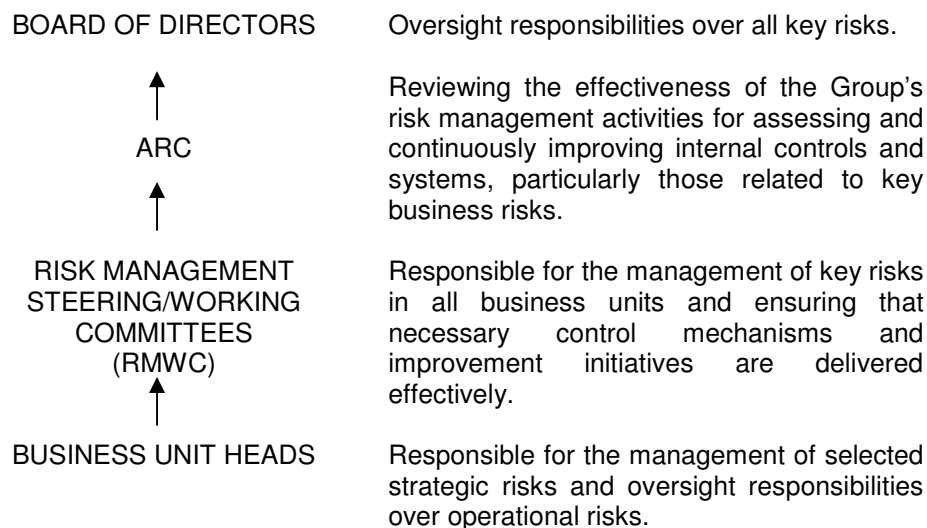 BOARD OF DIRECTORS
Oversight responsibilities over all key risks.
ARC
Reviewing the effectiveness of the Group's
risk management activities for assessing and
continuously improving internal controls and
systems, particularly those related to key
business risks.
RISK MANAGEMENT
STEERING/WORKING
COMMITTEES
(RMWC)
Responsible for the management of key risks
in all business units and ensuring that
necessary control mechanisms and
improvement initiatives are delivered
effectively.
BUSINESS UNIT HEADS
Responsible for the management of selected
strategic risks and oversight responsibilities
over operational risks.